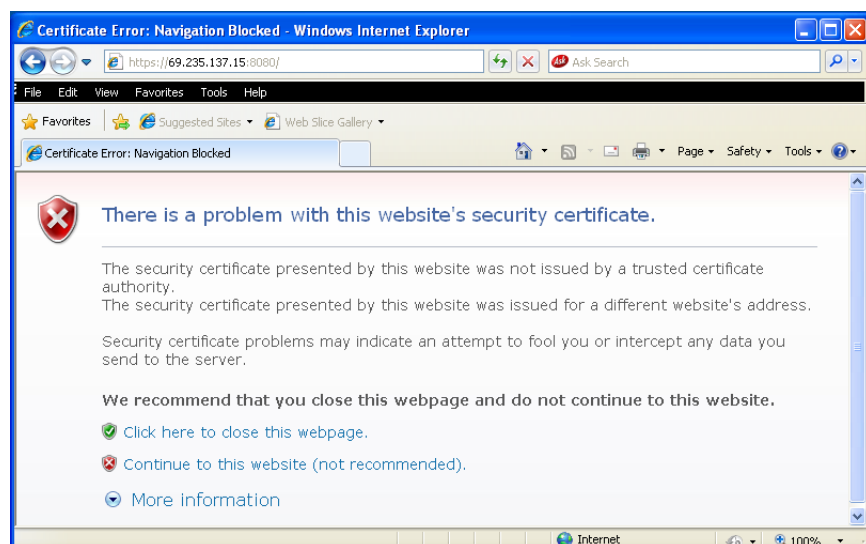 Certificate Error: Navigation Blocked - Windows Internet Explorer
https://69.235.137.15:8080/
Ask Ask Search
File Edit View Favorites Tools Help
Favorites Suggested Sites Web Slice Gallery
Certificate Error: Navigation Blocked Page Safety Tools
There is a problem with this website's security certificate.
The security certificate presented by this website was not issued by a trusted certificate
authority.
The security certificate presented by this website was issued for a different website's address.
Security certificate problems may indicate an attempt to fool you or intercept any data you
send to the server.
We recommend that you close this webpage and do not continue to this website.
Click here to close this webpage.
Continue to this website (not recommended).
More information
Internet 100%